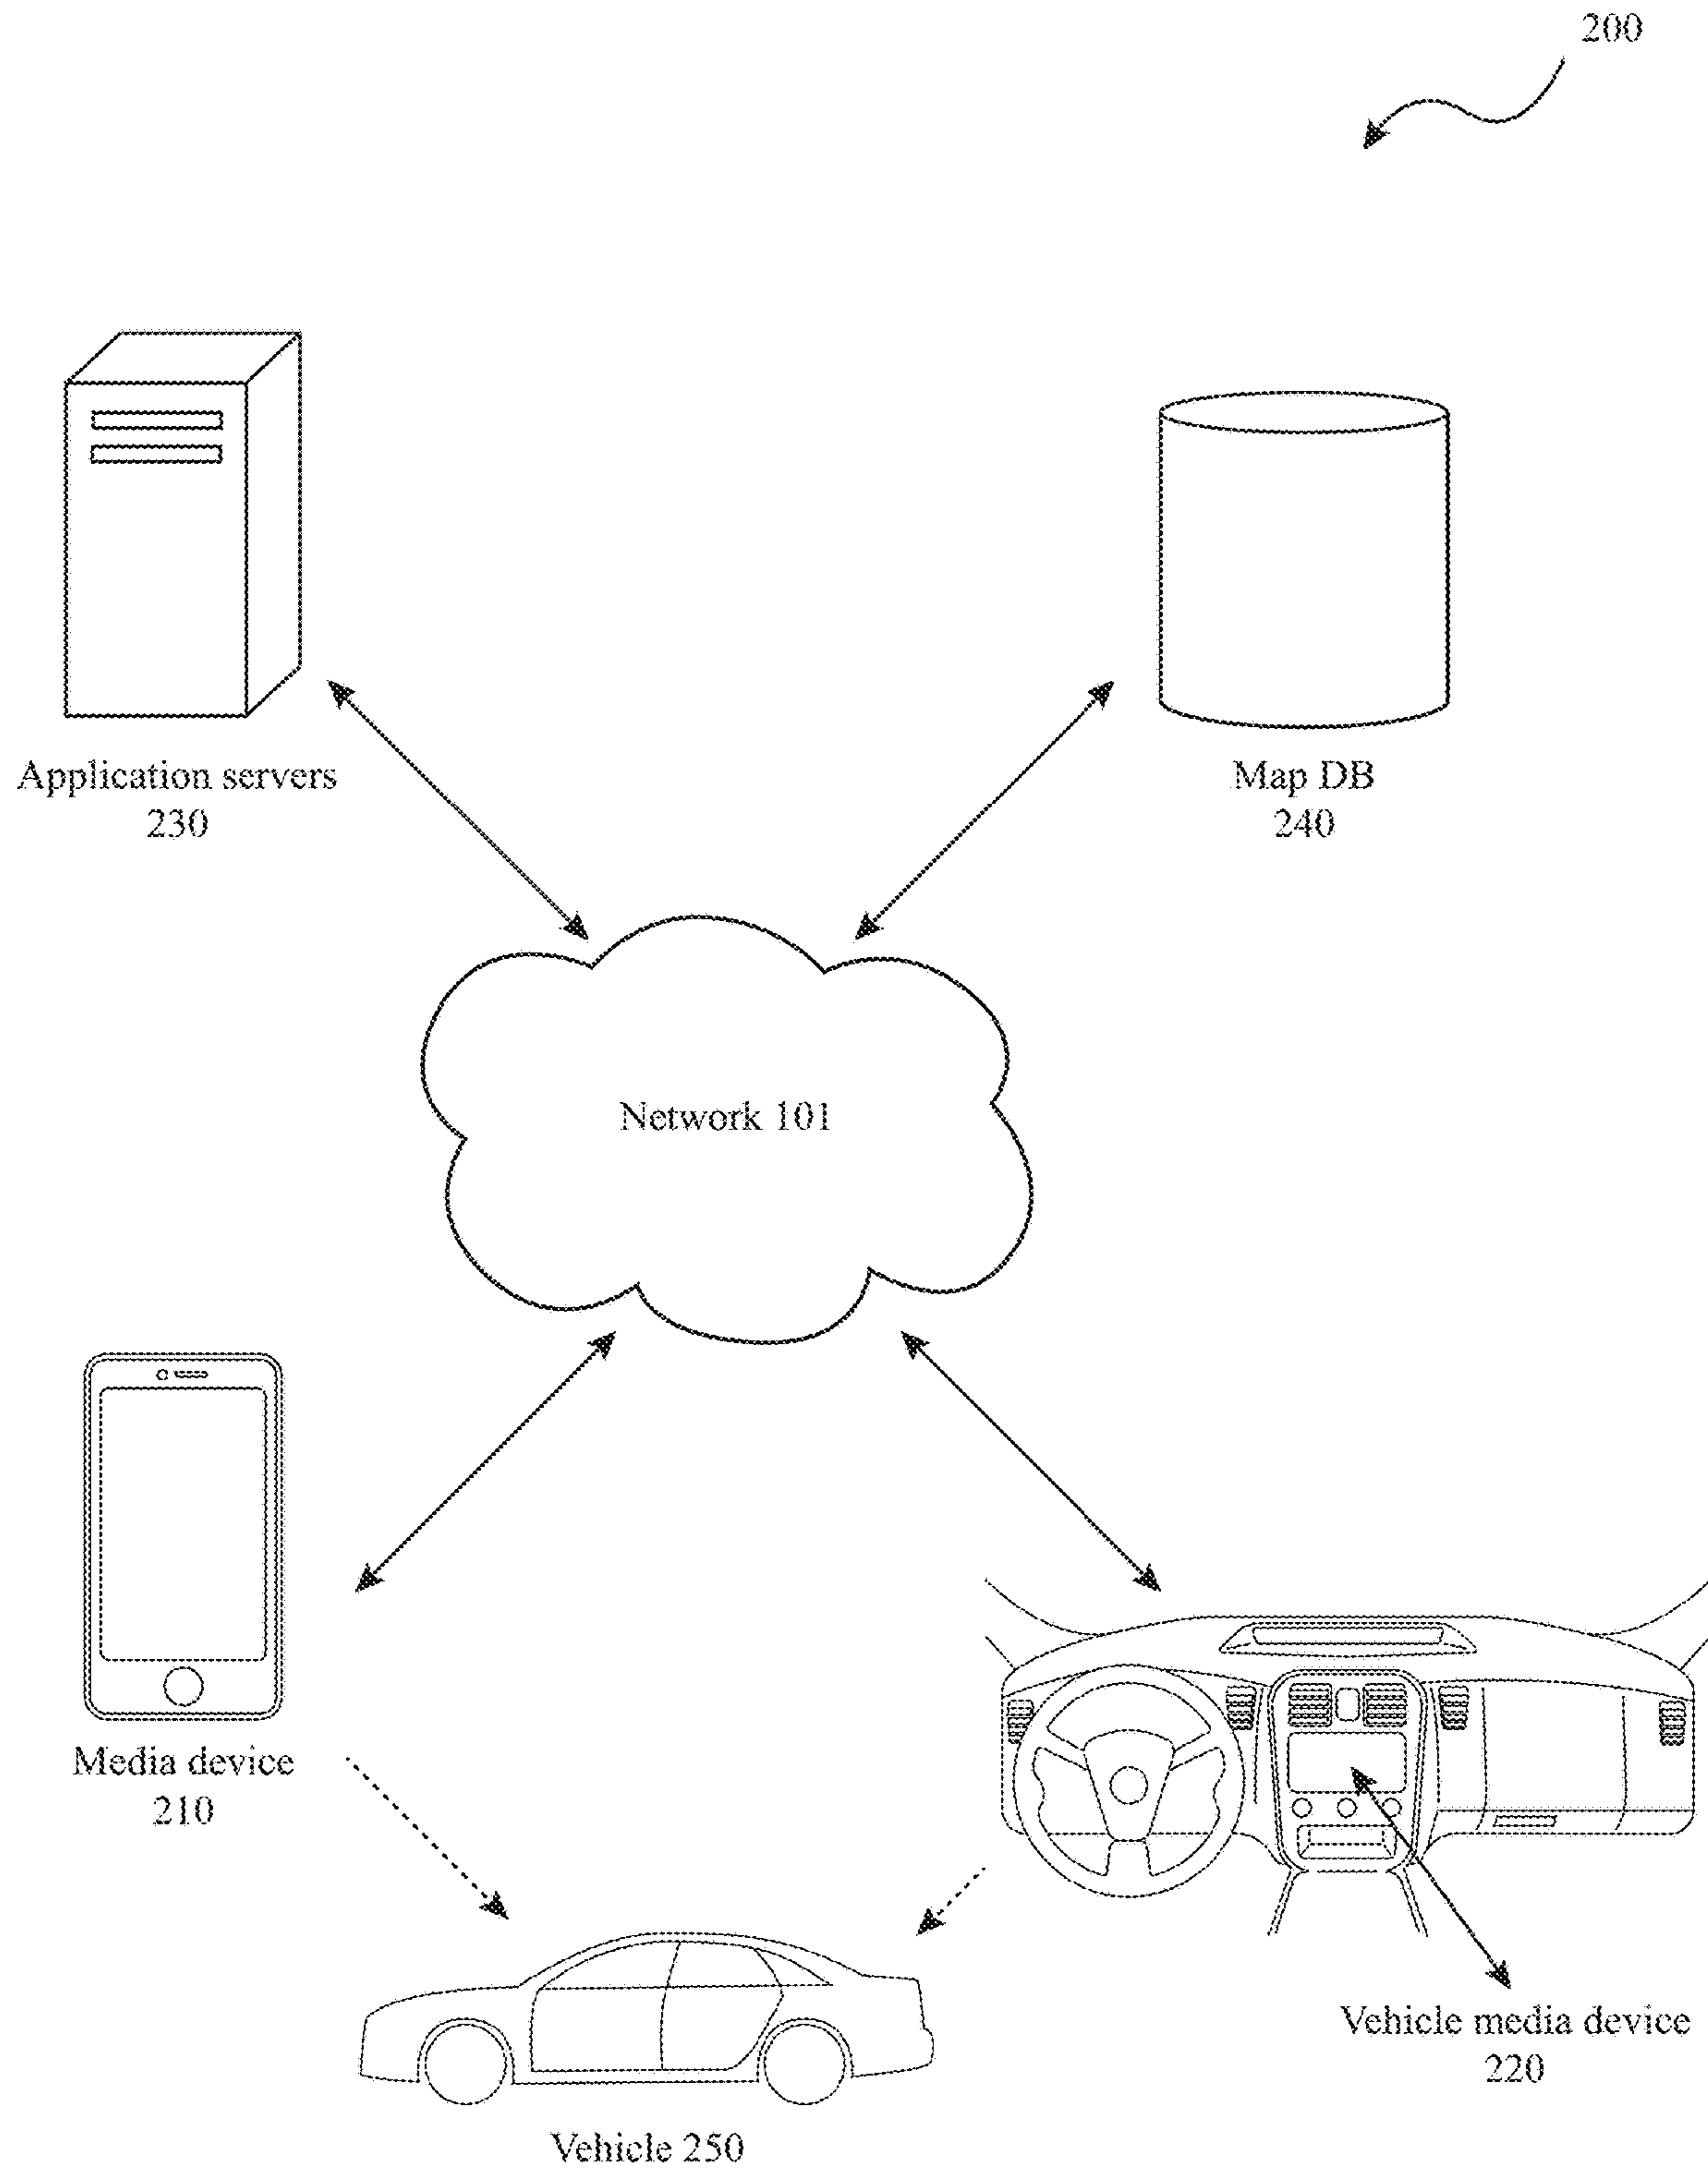 200
Application servers
230
Map DB
240
Network 101
Media device
210
Vehicle media device
220
Vehicle 250